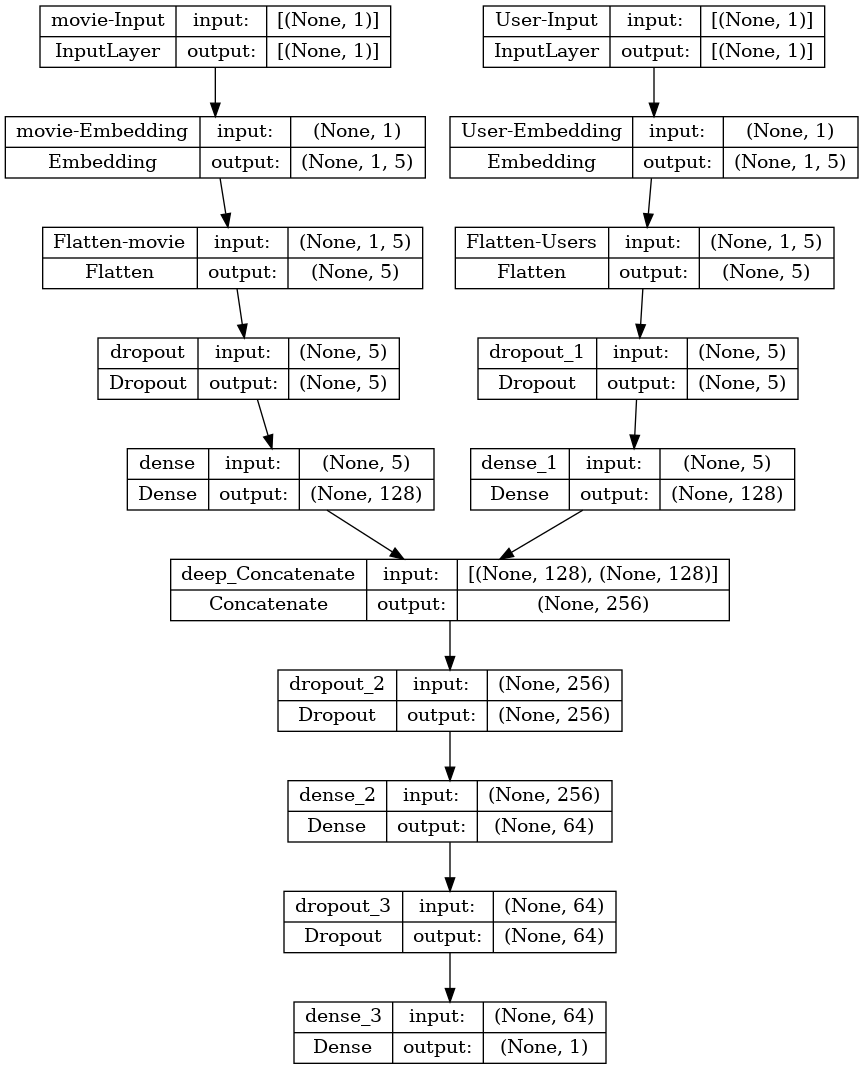 movie-Input input: [(None, 1)]
InputLayer output: [(None, 1)]
User-Input input: [(None, 1)]
InputLayer output: [(None, 1)]
movie-Embedding input: (None, 1)
Embedding output: (None, 1, 5)
User-Embedding input: (None, 1)
Embedding output: (None, 1, 5)
Flatten-movie input: (None, 1, 5)
Flatten output: (None, 5)
Flatten-Users input: (None, 1, 5)
Flatten output: (None, 5)
dropout input: (None, 5)
Dropout output: (None, 5)
dropout_1 input: (None, 5)
Dropout output: (None, 5)
dense input: (None, 5)
Dense output: (None, 128)
dense_1 input: (None, 5)
Dense output: (None, 128)
deep_Concatenate input: [(None, 128), (None, 128)]
Concatenate output: (None, 256)
dropout_2 input: (None, 256)
Dropout output: (None, 256)
dense_2 input: (None, 256)
Dense output: (None, 64)
dropout_3 input: (None, 64)
Dropout output: (None, 64)
dense_3 input: (None, 64)
Dense output: (None, 1)